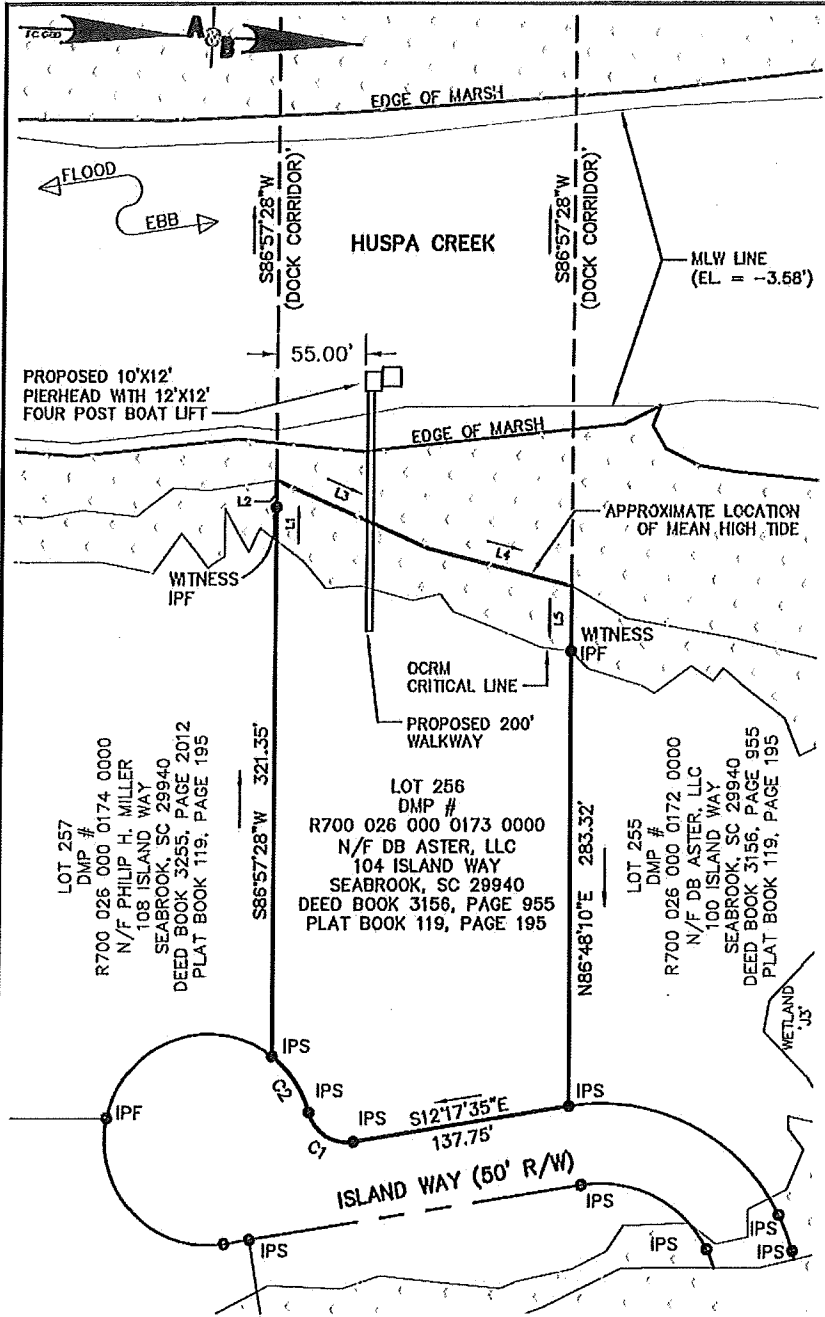 A
B
EDGE OF MARSH
FLOOD
EBB
S86°57'28"W
(DOCK CORRIDOR)'
HUSPA CREEK
S86°57'28"W
(DOCK CORRIDOR)'
MLW LINE
(EL. = -3.58')
55.00'
PROPOSED 10'X12'
PIERHEAD WITH 12'X12'
FOUR POST BOAT LIFT
EDGE OF MARSH
L2
L1
L3
L4
L5
APPROXIMATE LOCATION
OF MEAN HIGH TIDE
WITNESS
IPF
WITNESS
IPF
OCRM
CRITICAL LINE
PROPOSED 200'
WALKWAY
LOT 257
DMP #
R700 026 000 0174 0000
N/F PHILIP H. MILLER
108 ISLAND WAY
SEABROOK, SC 29940
DEED BOOK 3255, PAGE 2012
PLAT BOOK 119, PAGE 195
S86°57'28"W 321.35'
LOT 256
DMP #
R700 026 000 0173 0000
N/F DB ASTER, LLC
104 ISLAND WAY
SEABROOK, SC 29940
DEED BOOK 3156, PAGE 955
PLAT BOOK 119, PAGE 195
N86°48'10"E 283.32'
LOT 255
DMP #
R700 026 000 0172 0000
N/F DB ASTER, LLC
100 ISLAND WAY
SEABROOK, SC 29940
DEED BOOK 3156, PAGE 955
PLAT BOOK 119, PAGE 195
WETLAND
'J3'
IPS
C2
IPS
C1
IPS
S12°17'35"E
137.75'
IPS
IPF
ISLAND WAY (50' R/W)
IPS
IPS
IPS
IPS
IPS